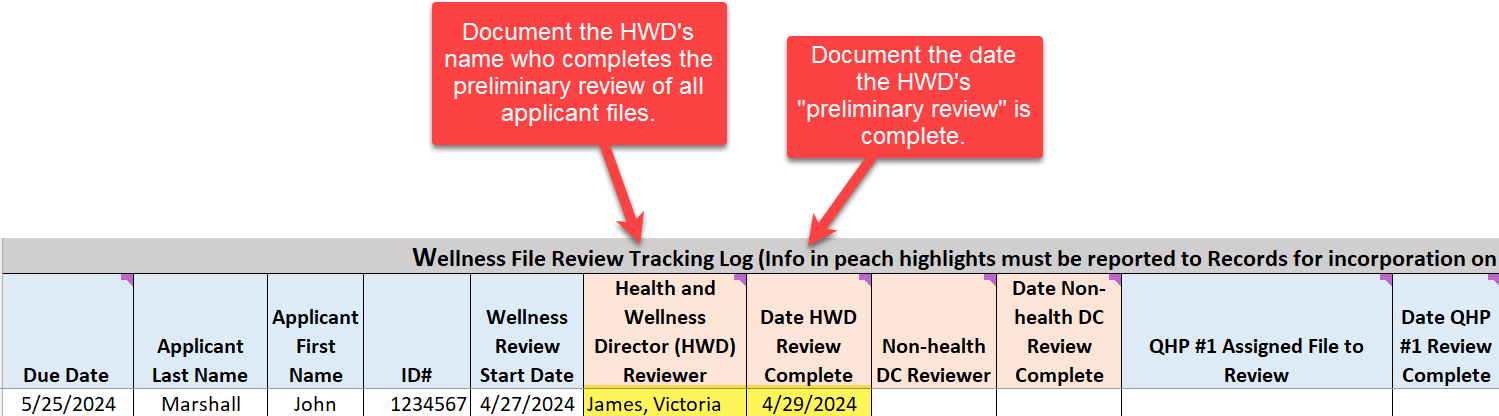 Document the HWD's
name who completes the
preliminary review of all
applicant files.
Document the date
the HWD's
"preliminary review" is
complete.
Wellness File Review Tracking Log (Info in peach highlights must be reported to Records for incorporation on
Due Date
Applicant
Last Name
Applicant
First
Name
ID#
Wellness
Review
Start Date
Health and
Wellness
Director (HWD)
Reviewer
Date HWD
Review
Complete
Non-health
DC Reviewer
Date Non-
health DC
Review
Complete
QHP #1 Assigned File to
Review
Date QHP
#1 Review
Complete
5/25/2024 Marshall John 1234567 4/27/2024 James, Victoria 4/29/2024